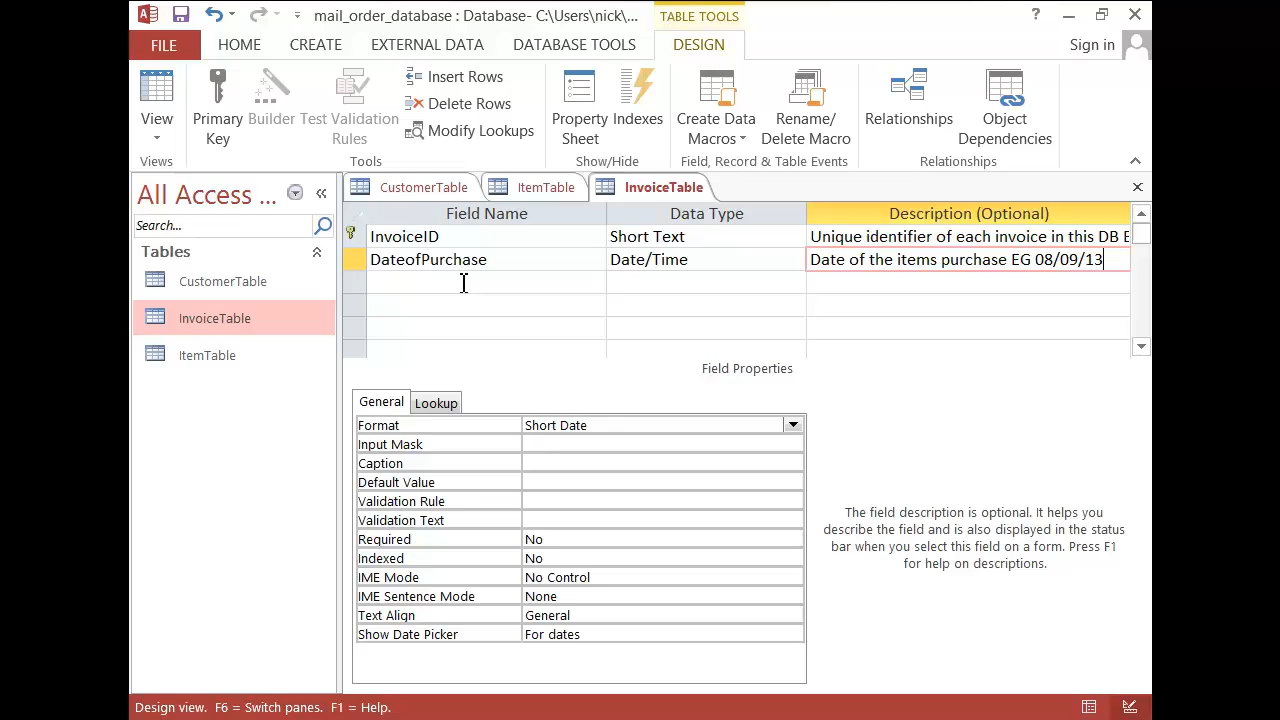 mail_order_database : Database- C:\Users\nick\...
TABLE TOOLS
?
FILE
HOME
CREATE
EXTERNAL DATA
DATABASE TOOLS
DESIGN
Sign in
View
Primary
Key
Builder
Test Validation
Rules
Insert Rows
Delete Rows
Modify Lookups
Property
Sheet
Indexes
Create Data
Macros
Rename/
Delete Macro
Relationships
Object
Dependencies
Views
Tools
Show/Hide
Field, Record & Table Events
Relationships
All Access ...
Search...
Tables
CustomerTable
InvoiceTable
ItemTable
CustomerTable
ItemTable
InvoiceTable
Field Name
Data Type
Description (Optional)
InvoiceID
Short Text
Unique identifier of each invoice in this DB E
DateofPurchase
Date/Time
Date of the items purchase EG 08/09/13
Field Properties
General
Lookup
Format
Short Date
Input Mask
Caption
Default Value
Validation Rule
Validation Text
Required
No
Indexed
No
IME Mode
No Control
IME Sentence Mode
None
Text Align
General
Show Date Picker
For dates
The field description is optional. It helps you
describe the field and is also displayed in the status
bar when you select this field on a form. Press F1
for help on descriptions.
Design view. F6 = Switch panes. F1 = Help.